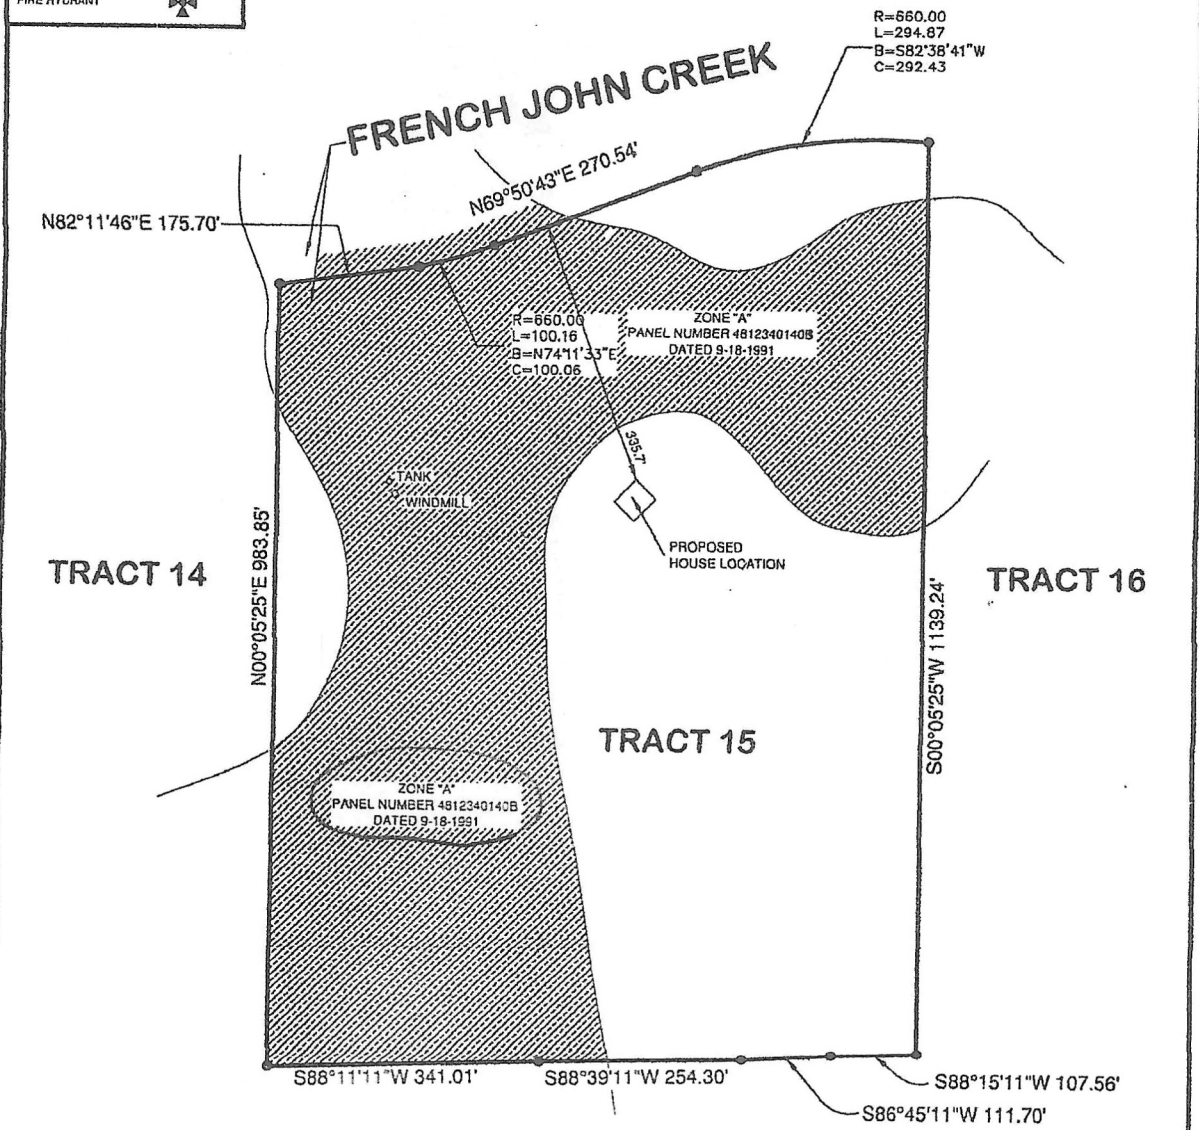 FIRE HYDRANT
R=660.00
L=294.87
B=S82°38'41"W
C=292.43
FRENCH JOHN CREEK
N69°50'43"E 270.54'
N82°11'46"E 175.70'
R=660.00
L=100.16
B=N74°11'33"E
C=100.06
ZONE "A"
PANEL NUMBER 4812340140B
DATED 9-18-1991
335.7'
TANK
WINDMILL
PROPOSED
HOUSE LOCATION
N00°05'25"E 983.85'
TRACT 14
TRACT 16
S00°05'25"W 1139.24'
TRACT 15
ZONE "A"
PANEL NUMBER 4812340140B
DATED 9-18-1991
S88°11'11"W 341.01'
S88°39'11"W 254.30'
S88°15'11"W 107.56'
S86°45'11"W 111.70'